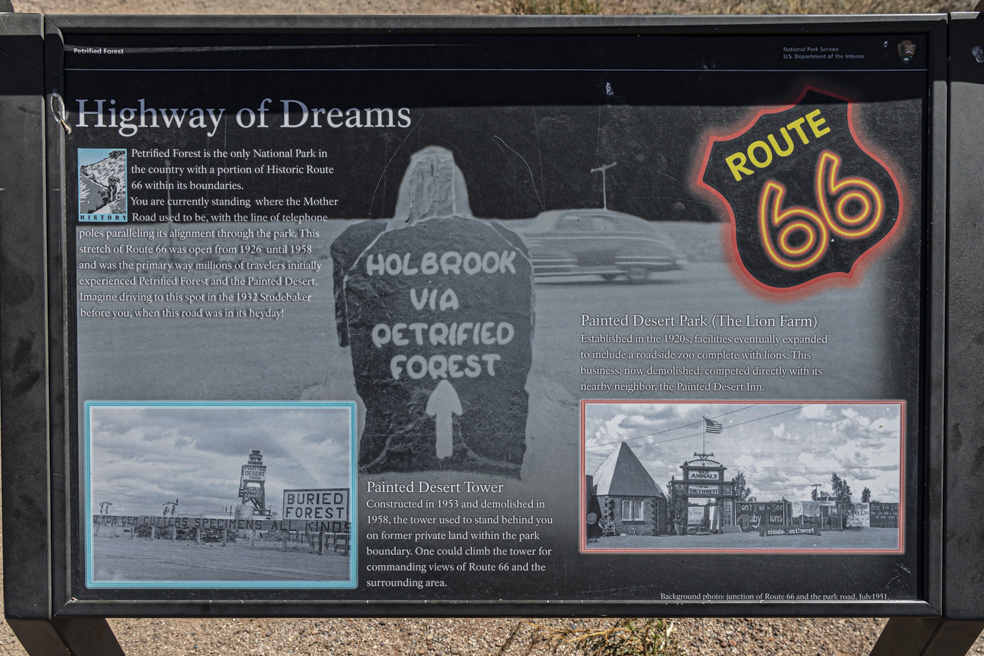 Petrified Forest
National Park Service
U.S. Department of the Interior
Highway of Dreams
Petrified Forest is the only National Park in
the country with a portion of Historic Route
66 within its boundaries.
You are currently standing where the Mother
Road used to be, with the line of telephone
poles paralleling its alignment through the park. This
stretch of Route 66 was open from 1926 until 1958
and was the primary way millions of travelers initially
experienced Petrified Forest and the Painted Desert.
Imagine driving to this spot in the 1932 Studebaker
before you, when this road was in its heyday!
HISTORY
HOLBROOK
VIA
PETRIFIED
FOREST
ROUTE
66
Painted Desert Park (The Lion Farm)
Established in the 1920s, facilities eventually expanded
to include a roadside zoo complete with lions. This
business, now demolished, competed directly with its
nearby neighbor, the Painted Desert Inn.
PAINTED
DESERT
BURIED
FOREST
GEM CUTTERS SPECIMENS ALL KINDS
Painted Desert Tower
Constructed in 1953 and demolished in
1958, the tower used to stand behind you
on former private land within the park
boundary. One could climb the tower for
commanding views of Route 66 and the
surrounding area.
ANIMALS
Lions
Background photo: junction of Route 66 and the park road, July 1951.